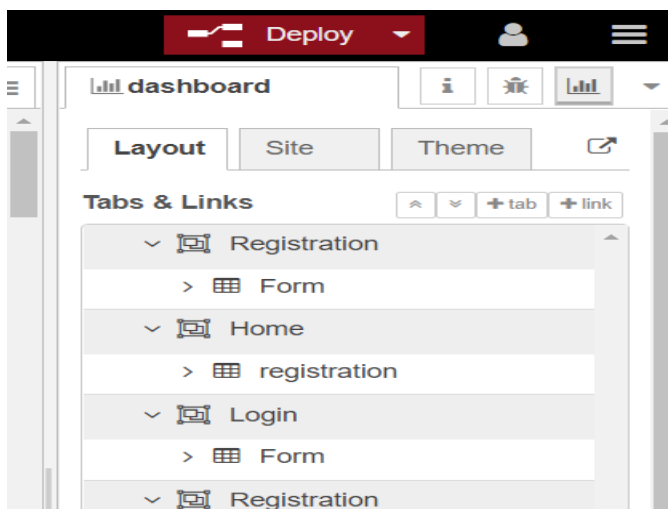 Deploy
dashboard
Layout Site Theme
Tabs & Links +tab +link
Registration
Form
Home
registration
Login
Form
Registration